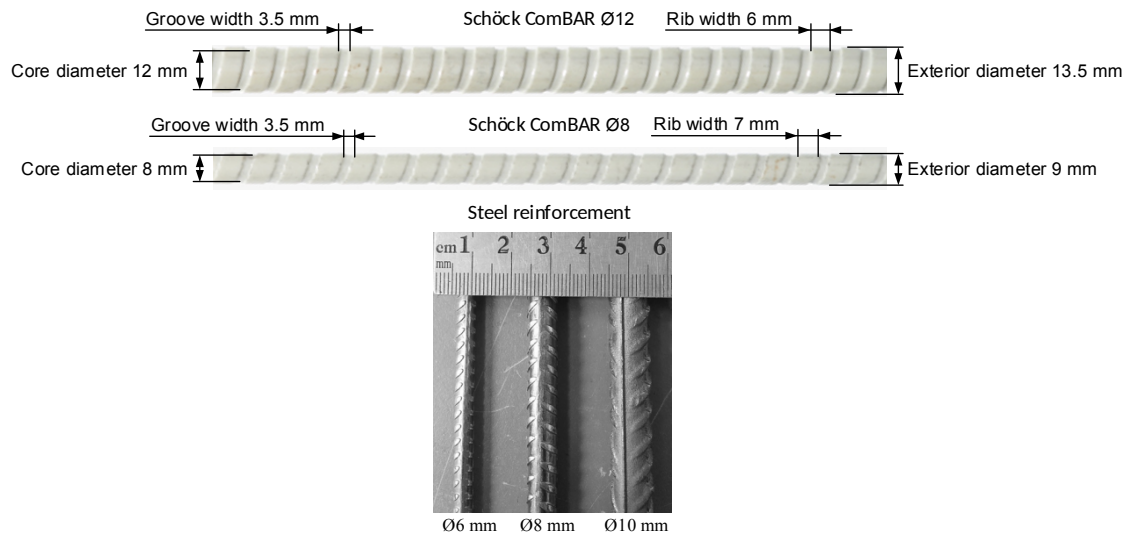 Groove width 3.5 mm Schöck ComBAR Ø12 Rib width 6 mm
Core diameter 12 mm Exterior diameter 13.5 mm
Groove width 3.5 mm Schöck ComBAR Ø8 Rib width 7 mm
Core diameter 8 mm Exterior diameter 9 mm
Steel reinforcement
cm 1 2 3 4 5 6
mm
Ø6 mm Ø8 mm Ø10 mm